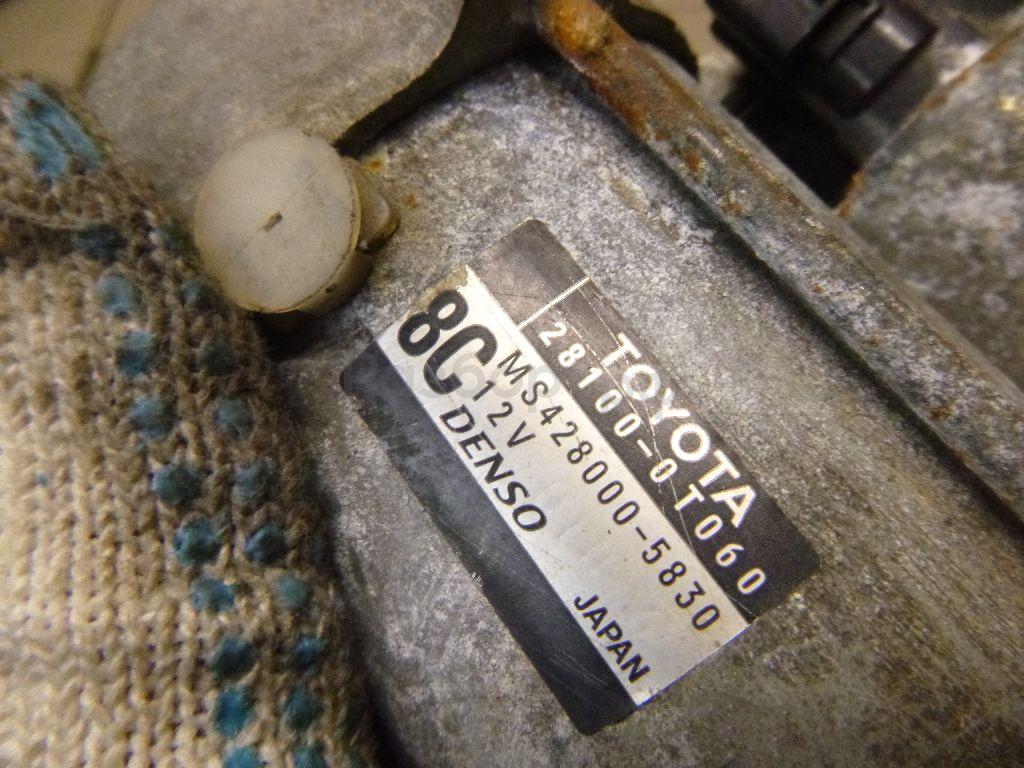 TOYOTA
28100-0T060
8C MS428000-5830
12V
DENSO
JAPAN